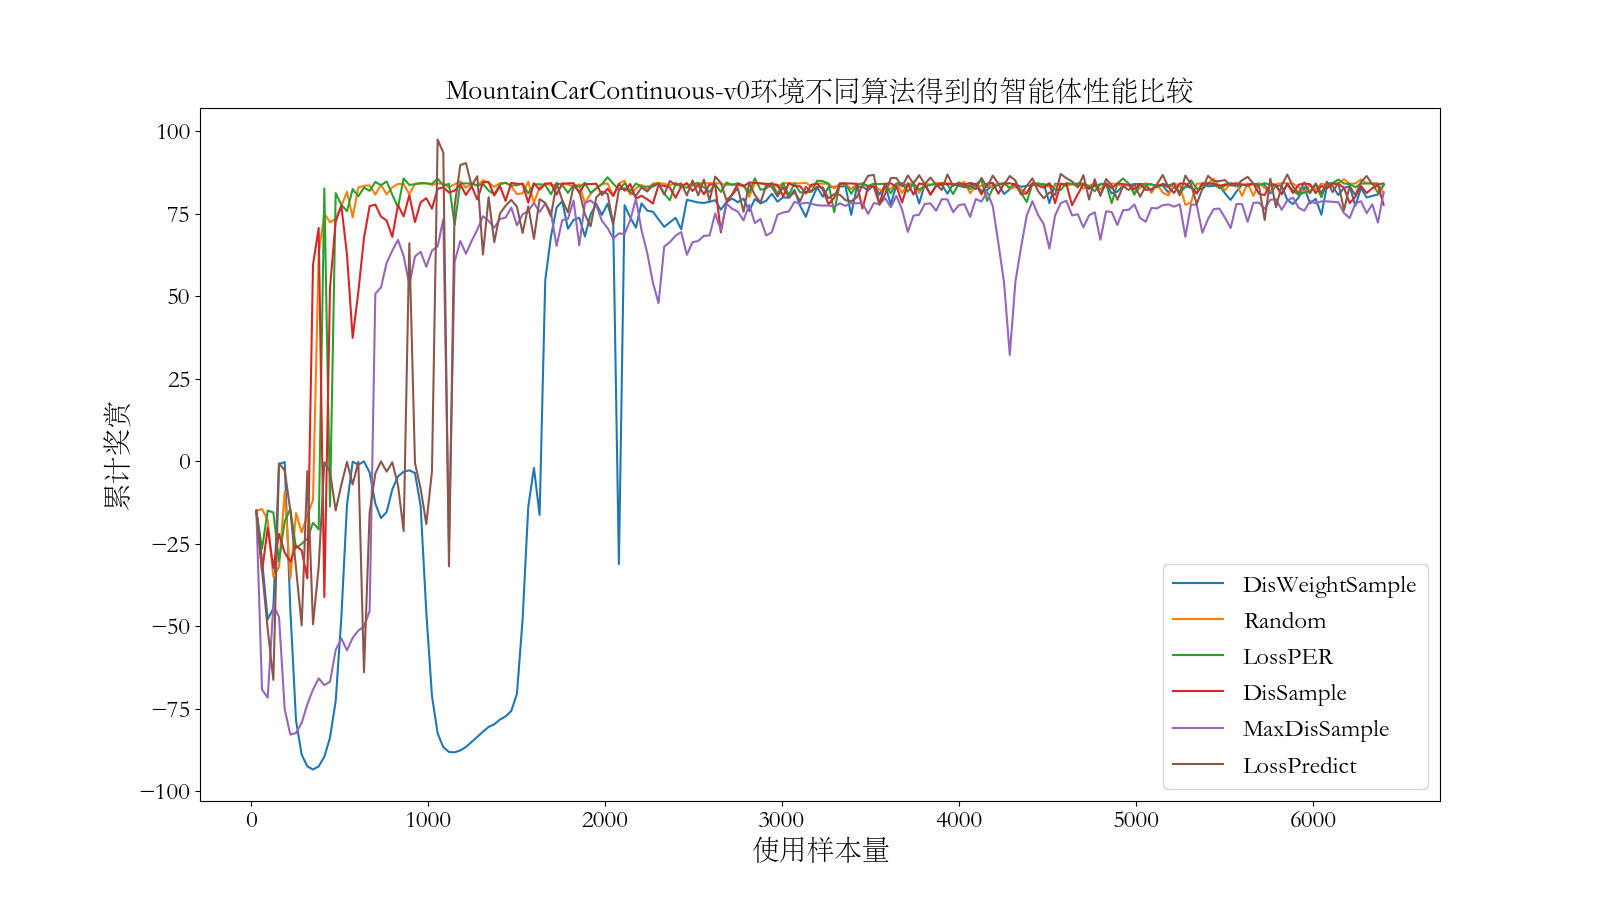 MountainCarContinuous-v0环境不同算法得到的智能体性能比较
100
75
50
25
0
−25
−50
−75
−100
累计奖赏
0
1000
2000
3000
4000
5000
6000
使用样本量
DisWeightSample
Random
LossPER
DisSample
MaxDisSample
LossPredict